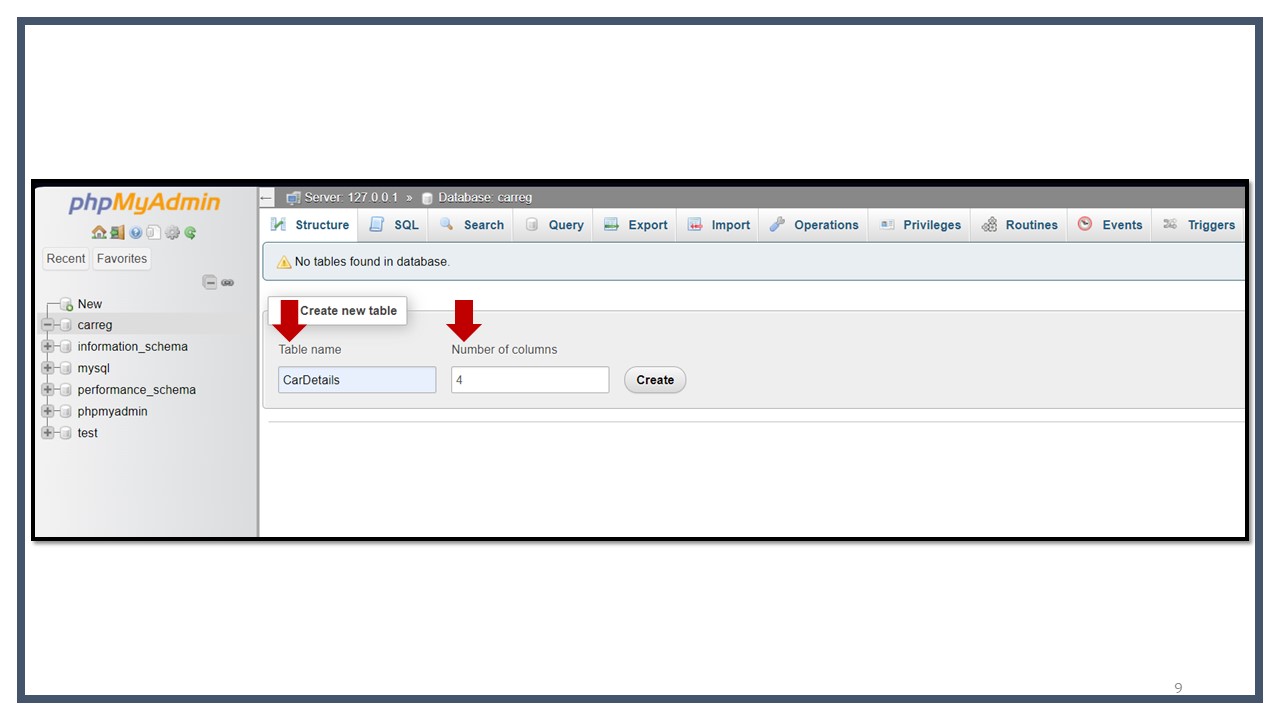 phpMyAdmin
Recent Favorites
New
carreg
information_schema
mysql
performance_schema
phpmyadmin
test
Server: 127.0.0.1 » Database: carreg
Structure SQL Search Query Export Import Operations Privileges Routines Events Triggers
No tables found in database.
Create new table
Table name Number of columns
CarDetails 4 Create
9